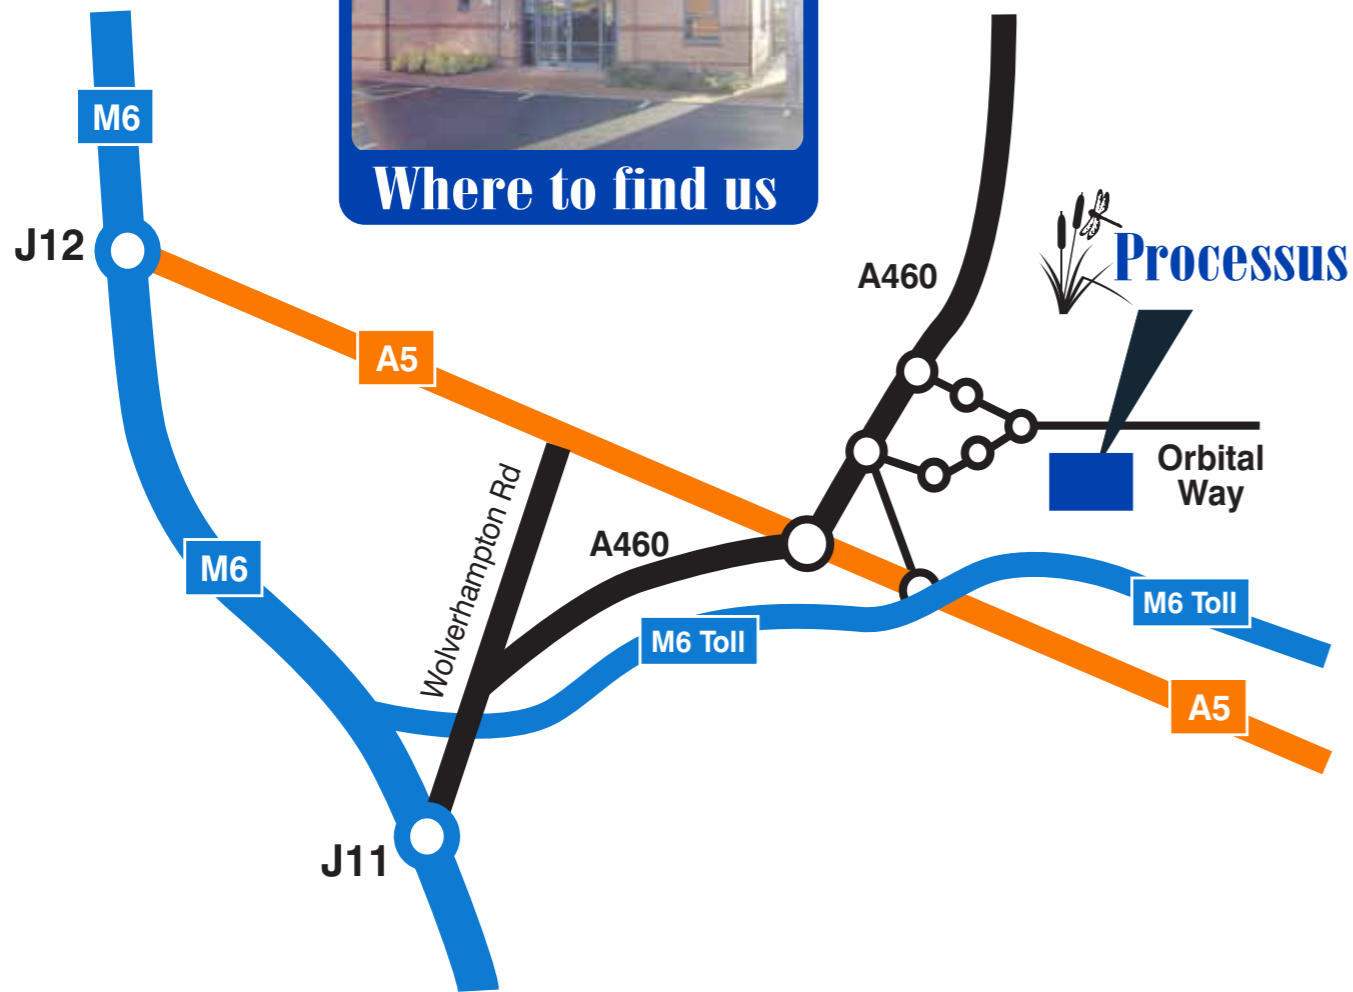 M6
Where to find us
J12
A460
Processus
A5
Orbital
Way
Wolverhampton Rd
A460
M6
M6 Toll
M6 Toll
A5
J11